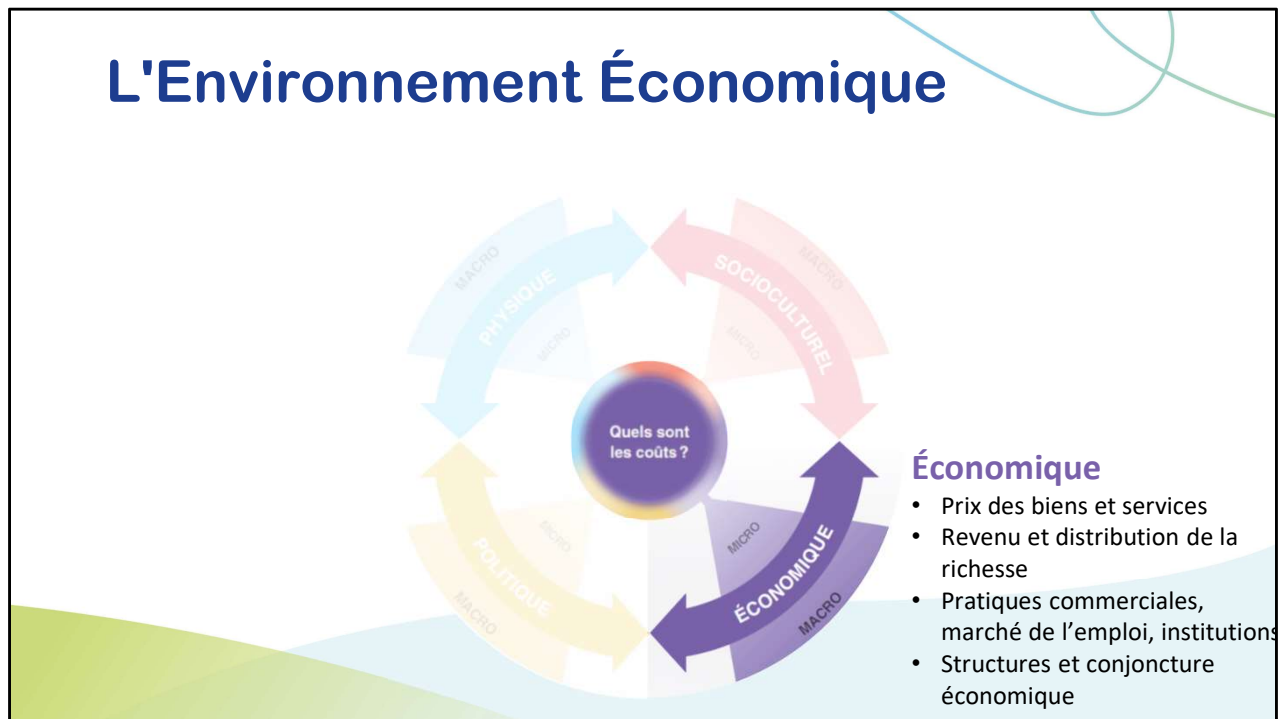 L'Environnement Économique
MACRO
PHYSIQUE
MICRO
MACRO
SOCIOCULTUREL
MICRO
Quels sont
les coûts ?
MICRO
POLITIQUE
MACRO
MICRO
ÉCONOMIQUE
MACRO
Économique
• Prix des biens et services
• Revenu et distribution de la
richesse
• Pratiques commerciales,
marché de l’emploi, institutions
• Structures et conjoncture
économique